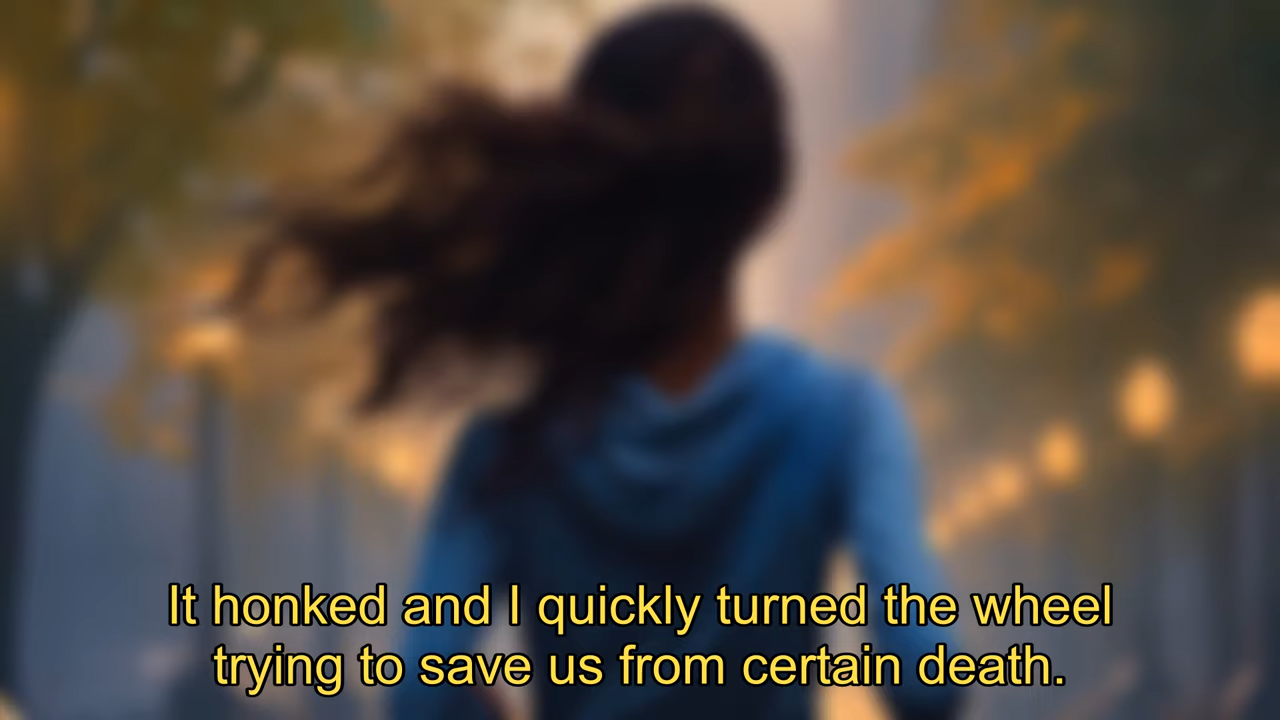 It honked and I quickly turned the wheel
trying to save us from certain death.